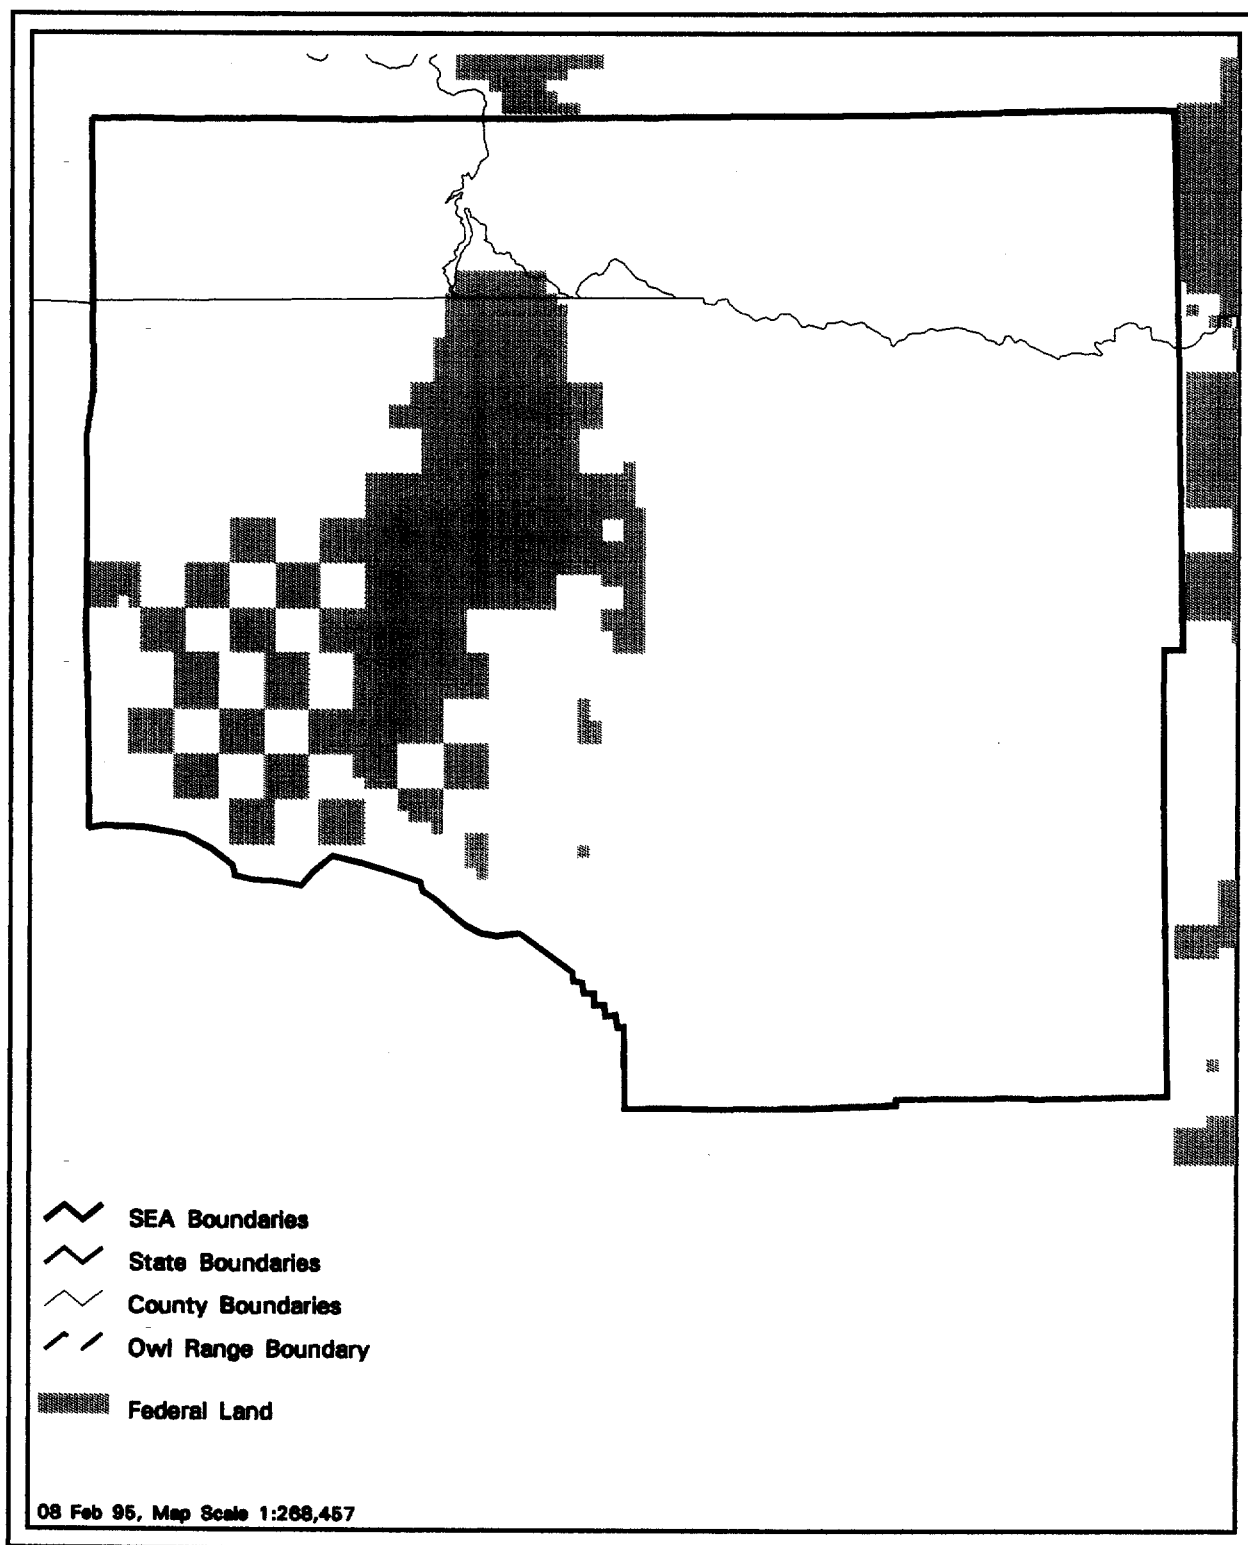 SEA Boundaries
State Boundaries
County Boundaries
Owl Range Boundary
Federal Land
08 Feb 95, Map Scale 1:268,457